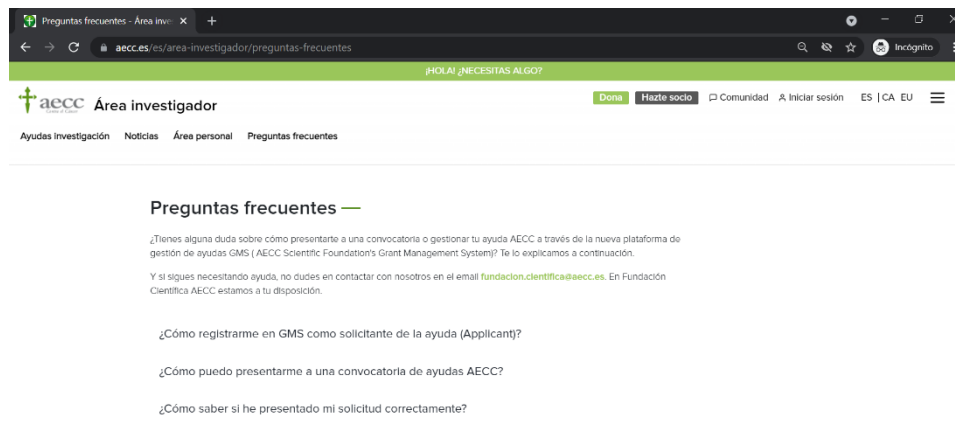 Preguntas frecuentes - Área inve
aecc.es/es/area-investigador/preguntas-frecuentes
Incógnito
¡HOLA! ¿NECESITAS ALGO?
aecc Área investigador
Dona Hazte socio Comunidad Iniciar sesión ES | CA EU
Ayudas investigación Noticias Área personal Preguntas frecuentes
Preguntas frecuentes
¿Tienes alguna duda sobre cómo presentarte a una convocatoria o gestionar tu ayuda AECC a través de la nueva plataforma de
gestión de ayudas GMS ( AECC Scientific Foundation's Grant Management System)? Te lo explicamos a continuación.
Y si sigues necesitando ayuda, no dudes en contactar con nosotros en el email fundacion.cientifica@aecc.es. En Fundación
Científica AECC estamos a tu disposición.
¿Cómo registrarme en GMS como solicitante de la ayuda (Applicant)?
¿Cómo puedo presentarme a una convocatoria de ayudas AECC?
¿Cómo saber si he presentado mi solicitud correctamente?